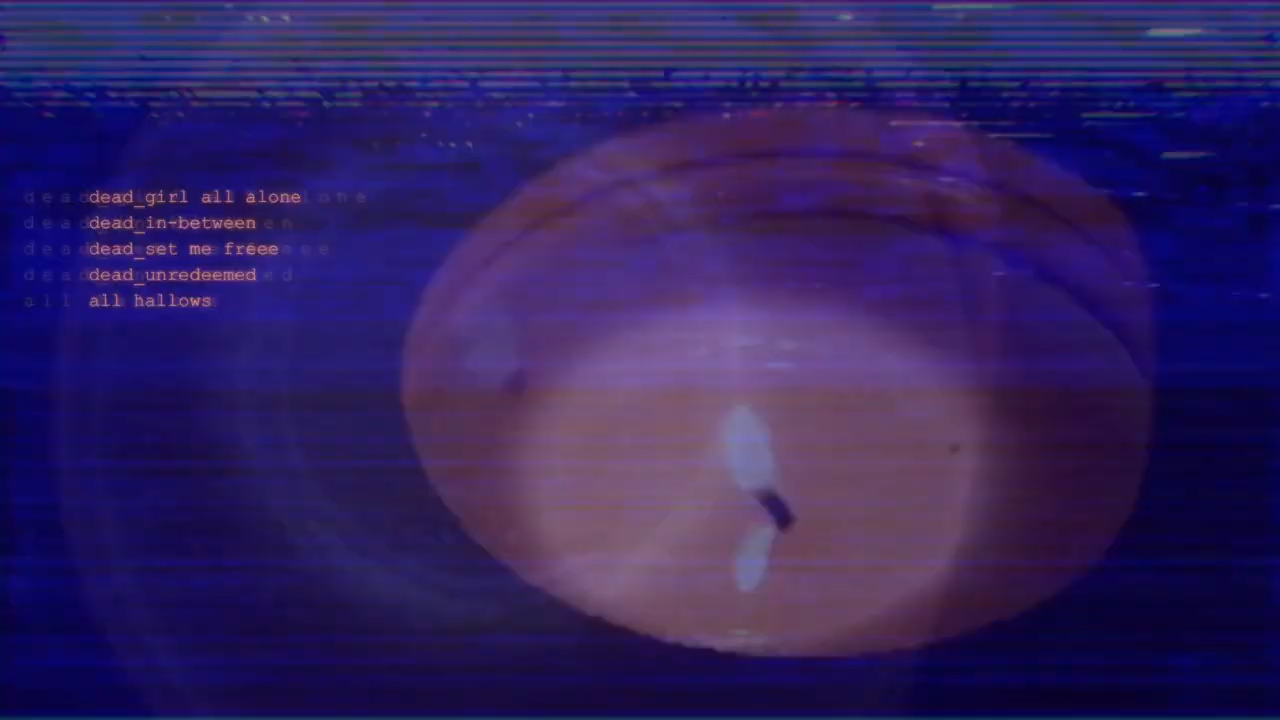 dead_girl all alone
dead_in-between
dead_set me freee
dead_unredeemed
all hallows